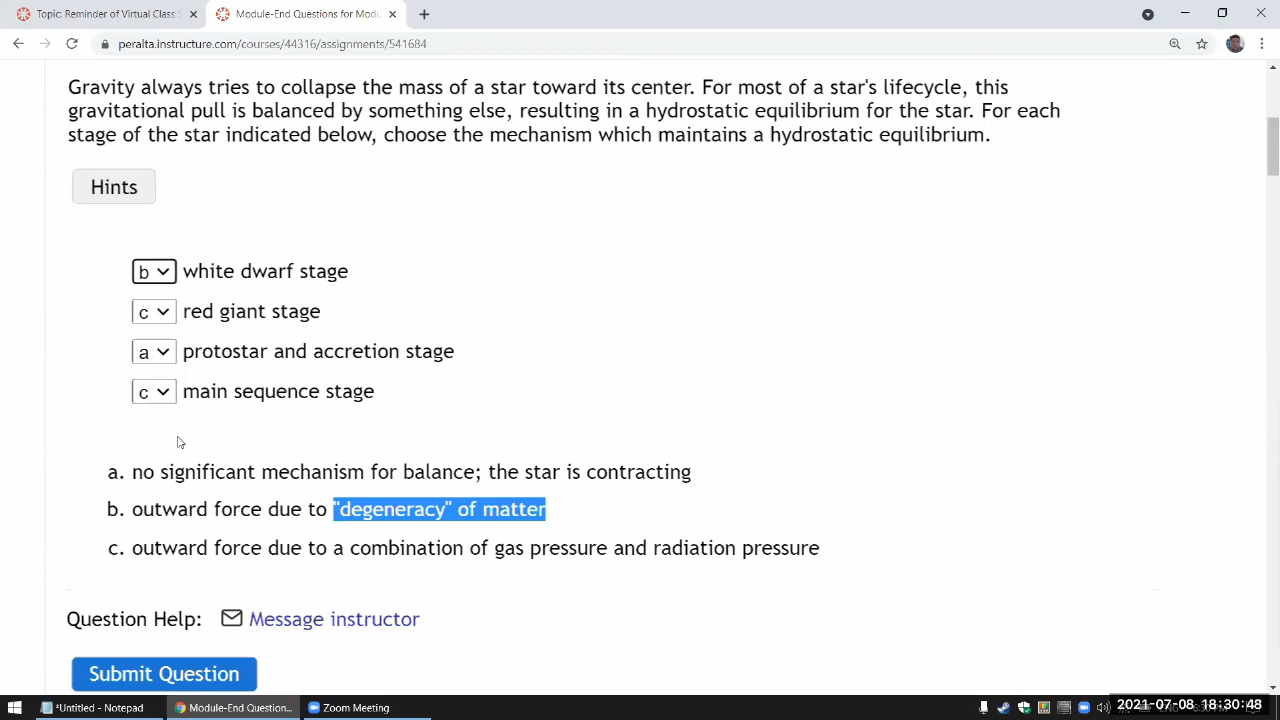 Topic: Reminder of Virtual Class S
Module-End Questions for Modu
peralta.instructure.com/courses/44316/assignments/541684
Gravity always tries to collapse the mass of a star toward its center. For most of a star's lifecycle, this
gravitational pull is balanced by something else, resulting in a hydrostatic equilibrium for the star. For each
stage of the star indicated below, choose the mechanism which maintains a hydrostatic equilibrium.
Hints
b white dwarf stage
c red giant stage
a protostar and accretion stage
c main sequence stage
a. no significant mechanism for balance; the star is contracting
b. outward force due to "degeneracy" of matter
c. outward force due to a combination of gas pressure and radiation pressure
Question Help: Message instructor
Submit Question
*Untitled - Notepad
Module-End Question...
Zoom Meeting
2021-07-08 18:30:48